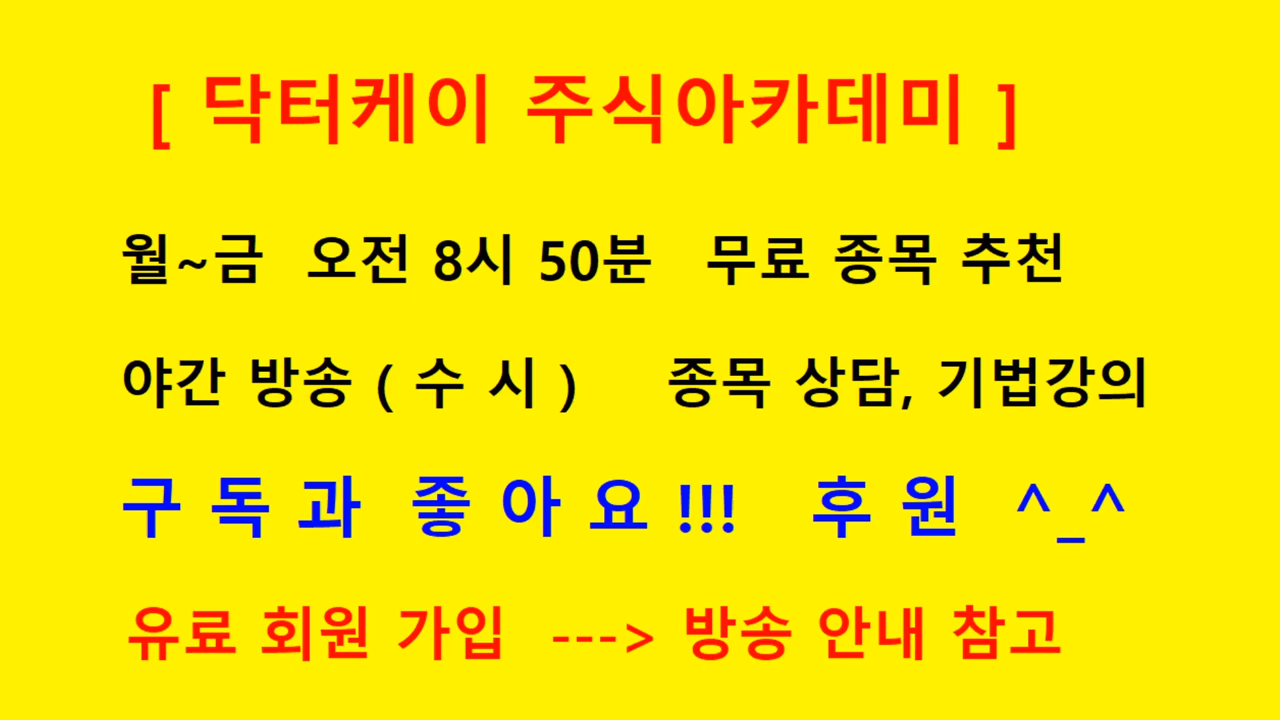 [ 닥터케이 주식아카데미 ]
월~금 오전 8시 50분 무료 종목 추천
야간 방송 ( 수 시 ) 종목 상담, 기법강의
구 독 과 좋 아 요 !!! 후 원 ^_^
유료 회원 가입 ---> 방송 안내 참고